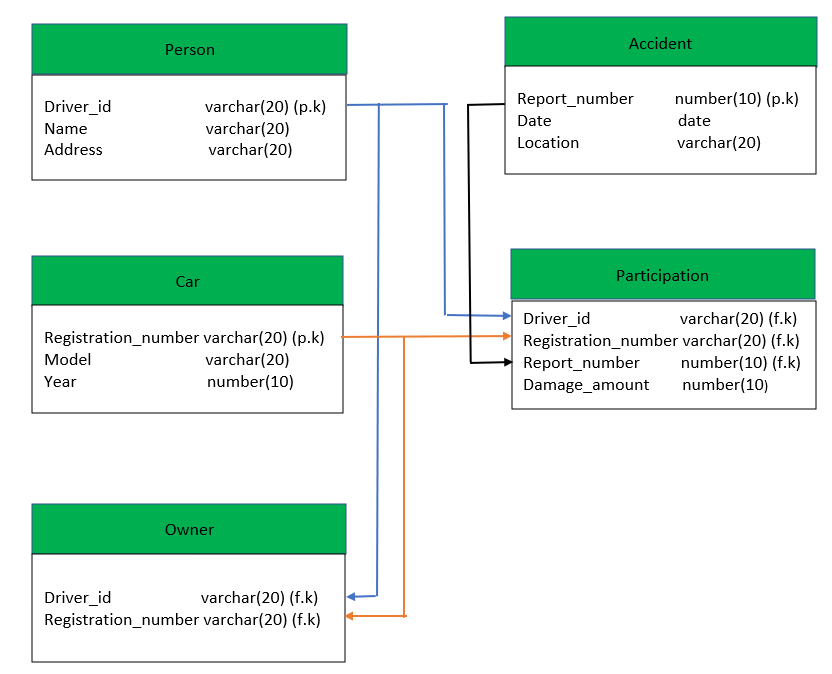 Person
Driver_id varchar(20) (p.k)
Name varchar(20)
Address varchar(20)
Accident
Report_number number(10) (p.k)
Date date
Location varchar(20)
Car
Registration_number varchar(20) (p.k)
Model varchar(20)
Year number(10)
Participation
Driver_id varchar(20) (f.k)
Registration_number varchar(20) (f.k)
Report_number number(10) (f.k)
Damage_amount number(10)
Owner
Driver_id varchar(20) (f.k)
Registration_number varchar(20) (f.k)